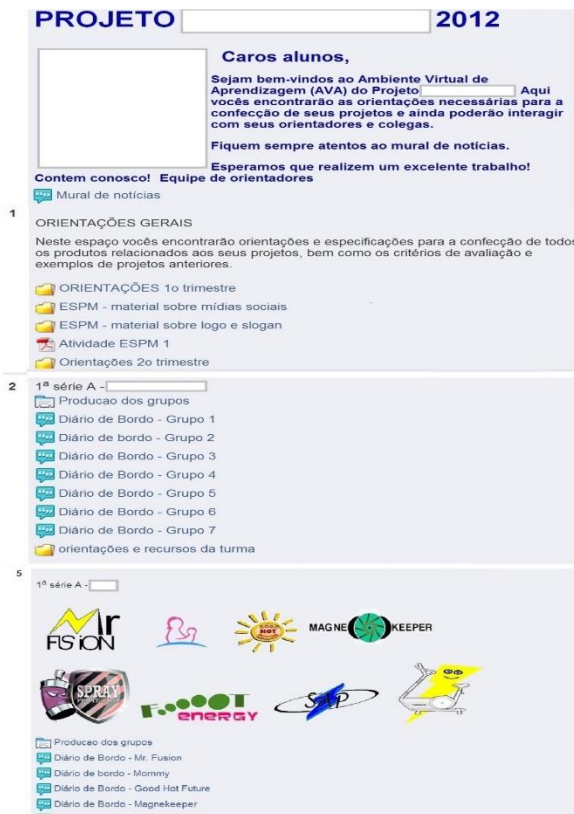 PROJETO 2012
Caros alunos,
Sejam bem-vindos ao Ambiente Virtual de
Aprendizagem (AVA) do Projeto Aqui
vocês encontrarão as orientações necessárias para a
confecção de seus projetos e ainda poderão interagir
com seus orientadores e colegas.
Fiquem sempre atentos ao mural de notícias.
Esperamos que realizem um excelente trabalho!
Contem conosco! Equipe de orientadores
Mural de notícias
1
ORIENTAÇÕES GERAIS
Neste espaço vocês encontrarão orientações e especificações para a confecção de todos
os produtos relacionados aos seus projetos, bem como os critérios de avaliação e
exemplos de projetos anteriores.
ORIENTAÇÕES 1o trimestre
ESPM - material sobre mídias sociais
ESPM - material sobre logo e slogan
Atividade ESPM 1
Orientações 2o trimestre
2
1ª série A -
Producao dos grupos
Diário de Bordo - Grupo 1
Diário de bordo - Grupo 2
Diário de Bordo - Grupo 3
Diário de Bordo - Grupo 4
Diário de Bordo - Grupo 5
Diário de Bordo - Grupo 6
Diário de Bordo - Grupo 7
orientações e recursos da turma
5
1ª série A -
Mr
FISION
HOT
MAGNE KEEPER
SPRAY
FooooT
ENERGY
SAP
Produceo dos grupos
Diário de Bordo - Mr. Fusion
Diário de bordo - Mommy
Diário de Bordo - Good Hot Future
Diário de Bordo - Magnekeeper